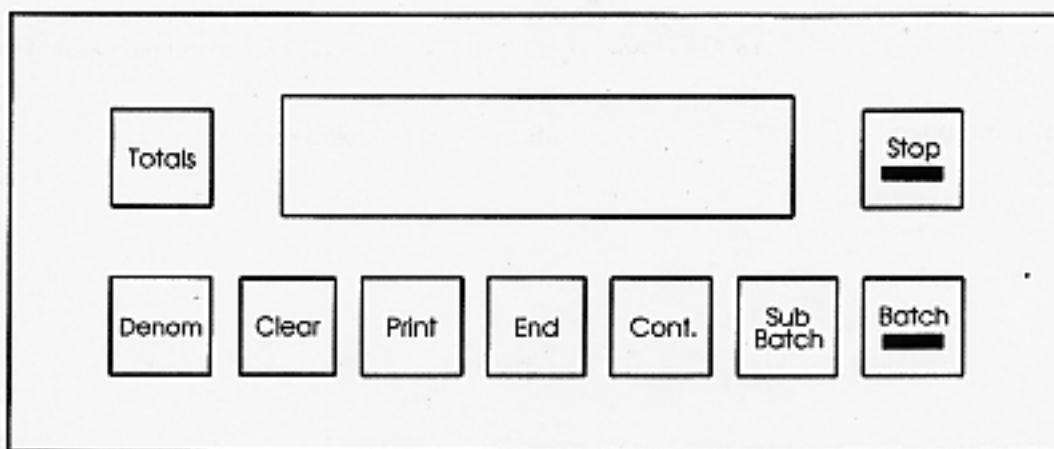 Totals
Stop
Denom
Clear
Print
End
Cont.
Sub
Batch
Batch